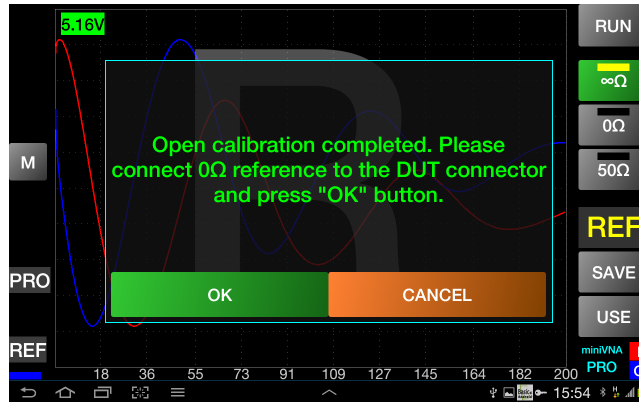 5.16V
RUN
∞Ω
0Ω
50Ω
M
Open calibration completed. Please
connect 0Ω reference to the DUT connector
and press "OK" button.
OK
CANCEL
REF
SAVE
PRO
USE
REF
miniVNA
PRO
18 36 55 73 91 109 127 145 164 182 200
15:54